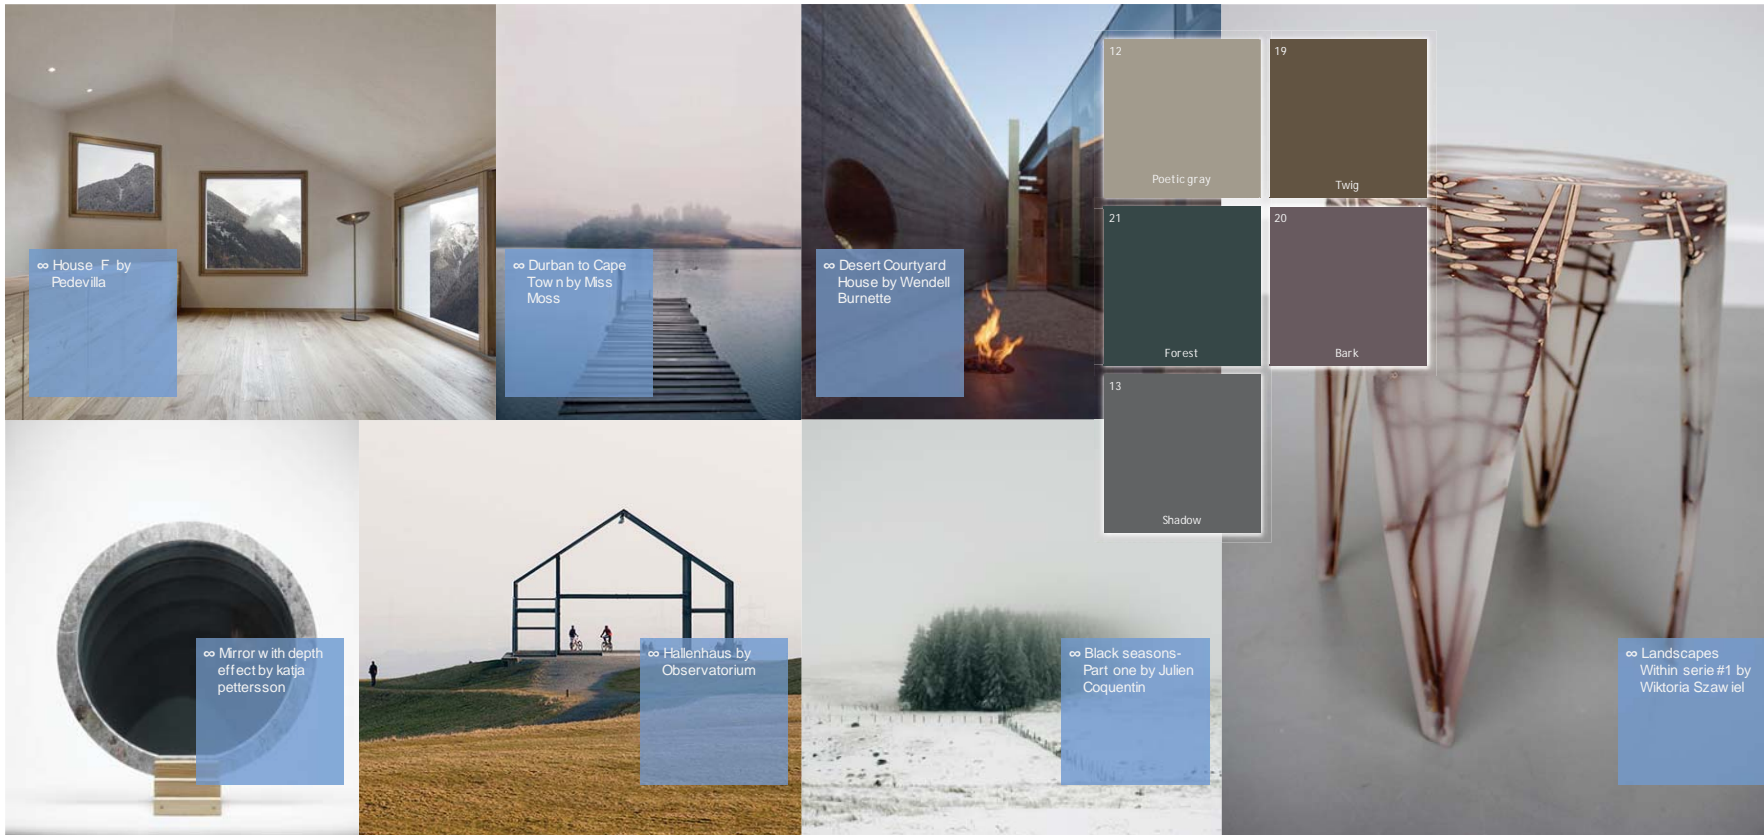 ∞ House F by
Pedevilla
∞ Durban to Cape
Town by Miss
Moss
∞ Desert Courtyard
House by Wendell
Burnette
12
Poetic gray
19
Twig
21
Forest
20
Bark
13
Shadow
∞ Mirror with depth
effect by katja
pettersson
∞ Hallenhaus by
Observatorium
∞ Black seasons-
Part one by Julien
Coquentin
∞ Landscapes
Within serie #1 by
Wiktoria Szawiel